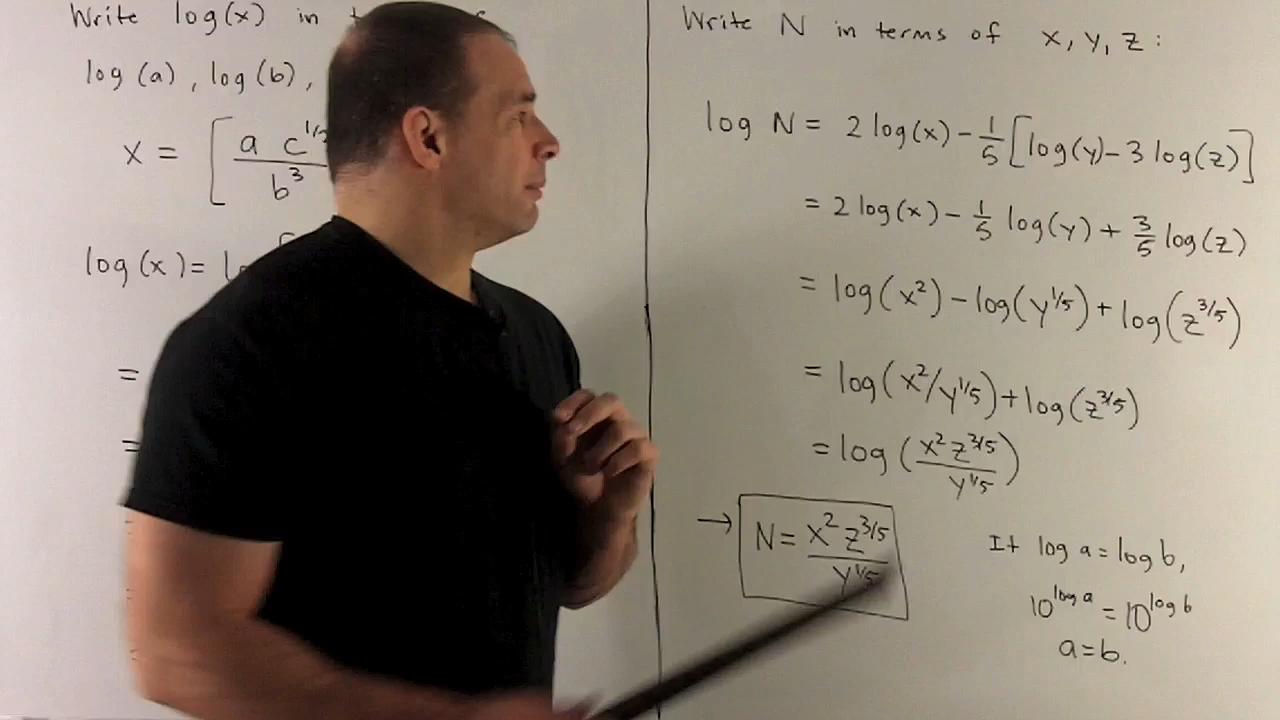 Write log(x) in
log(a), log(b),
x = [ a c^1/
b^3
log(x) =
=
=
Write N in terms of x, y, z:
log N = 2 log(x) - 1/5 [log(y) - 3 log(z)]
= 2 log(x) - 1/5 log(y) + 3/5 log(z)
= log(x^2) - log(y^1/5) + log(z^3/5)
= log(x^2/y^1/5) + log(z^3/5)
= log(x^2 z^3/5 / y^1/5)
→ N = x^2 z^3/5 / y^1/5
If log a = log b,
10^log a = 10^log b
a = b.